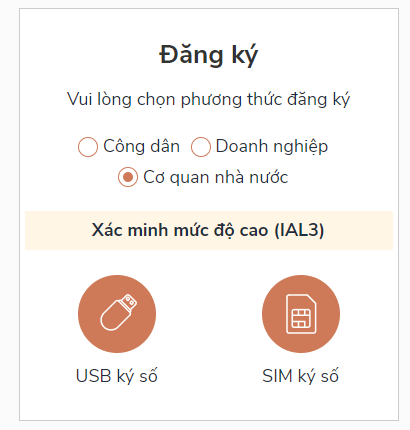 Đăng ký
Vui lòng chọn phương thức đăng ký
Công dân Doanh nghiệp
Cơ quan nhà nước
Xác minh mức độ cao (IAL3)
USB ký số SIM ký số